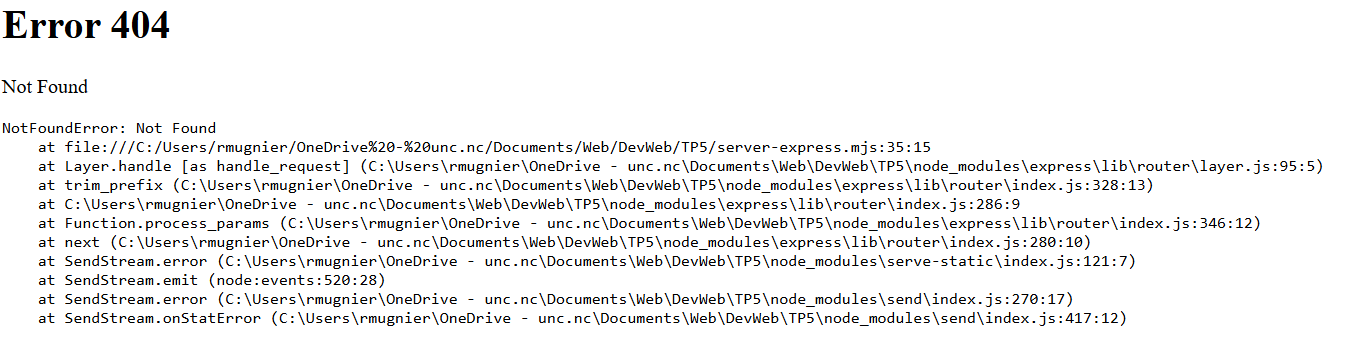 Error 404
Not Found
NotFoundError: Not Found
    at file:///C:/Users/rmugnier/OneDrive%20-%20unc.nc/Documents/Web/DevWeb/TP5/server-express.mjs:35:15
    at Layer.handle [as handle_request] (C:\Users\rmugnier\OneDrive - unc.nc\Documents\Web\DevWeb\TP5\node_modules\express\lib\router\layer.js:95:5)
    at trim_prefix (C:\Users\rmugnier\OneDrive - unc.nc\Documents\Web\DevWeb\TP5\node_modules\express\lib\router\index.js:328:13)
    at C:\Users\rmugnier\OneDrive - unc.nc\Documents\Web\DevWeb\TP5\node_modules\express\lib\router\index.js:286:9
    at Function.process_params (C:\Users\rmugnier\OneDrive - unc.nc\Documents\Web\DevWeb\TP5\node_modules\express\lib\router\index.js:346:12)
    at next (C:\Users\rmugnier\OneDrive - unc.nc\Documents\Web\DevWeb\TP5\node_modules\express\lib\router\index.js:280:10)
    at SendStream.error (C:\Users\rmugnier\OneDrive - unc.nc\Documents\Web\DevWeb\TP5\node_modules\serve-static\index.js:121:7)
    at SendStream.emit (node:events:520:28)
    at SendStream.error (C:\Users\rmugnier\OneDrive - unc.nc\Documents\Web\DevWeb\TP5\node_modules\send\index.js:270:17)
    at SendStream.onStatError (C:\Users\rmugnier\OneDrive - unc.nc\Documents\Web\DevWeb\TP5\node_modules\send\index.js:417:12)